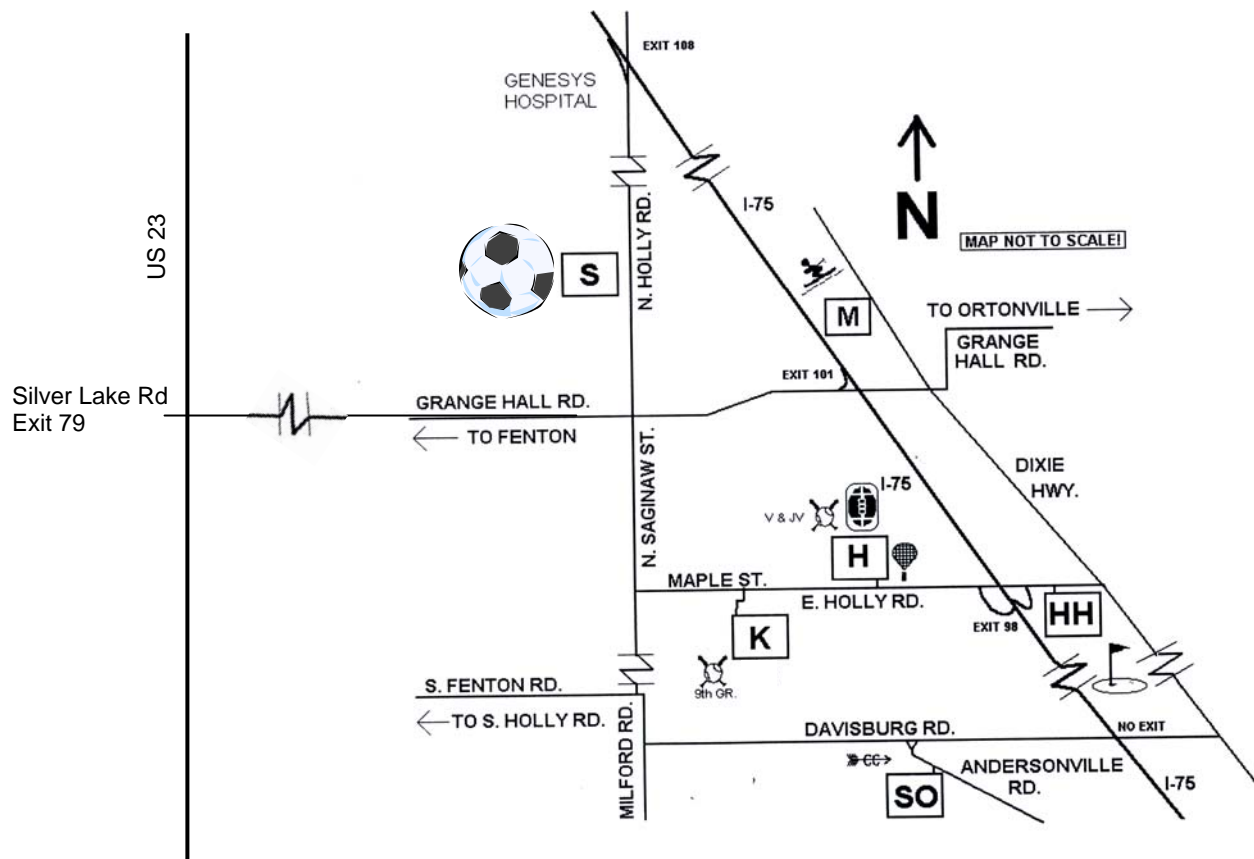 EXIT 108
GENESYS
HOSPITAL
N. HOLLY RD.
I-75
N
MAP NOT TO SCALE!
US 23
S
M
TO ORTONVILLE
GRANGE
HALL RD.
EXIT 101
Silver Lake Rd
Exit 79
GRANGE HALL RD.
TO FENTON
N. SAGINAW ST.
DIXIE
HWY.
I-75
V & JV
H
MAPLE ST.
E. HOLLY RD.
EXIT 98
HH
K
9th GR.
S. FENTON RD.
TO S. HOLLY RD.
MILFORD RD.
DAVISBURG RD.
NO EXIT
CC
ANDERSONVILLE
RD.
SO
I-75